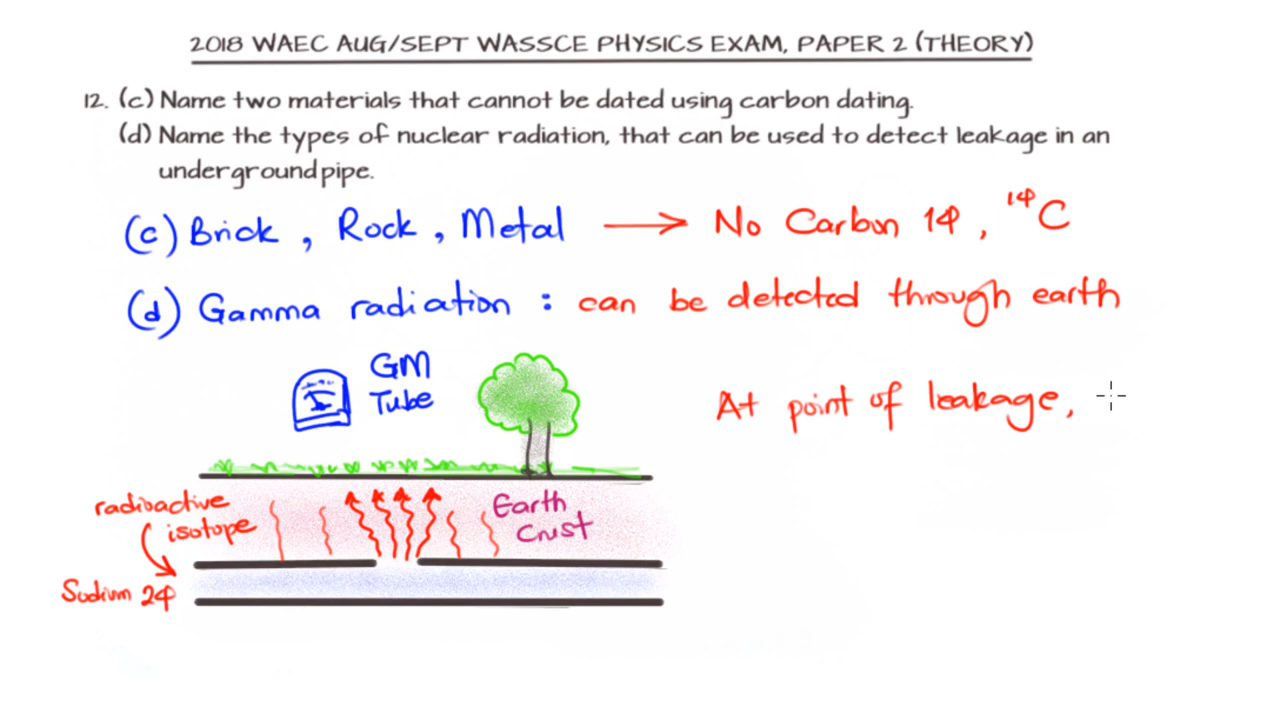 2018 WAEC AUG/SEPT WASSCE PHYSICS EXAM, PAPER 2 (THEORY)
12. (c) Name two materials that cannot be dated using carbon dating.
(d) Name the types of nuclear radiation, that can be used to detect leakage in an
underground pipe.
(c) Brick, Rock, Metal → No Carbon 14, ¹⁴C
(d) Gamma radiation : can be detected through earth
GM
Tube
At point of leakage,
radioactive
isotope
Earth
Crust
Sodium 24